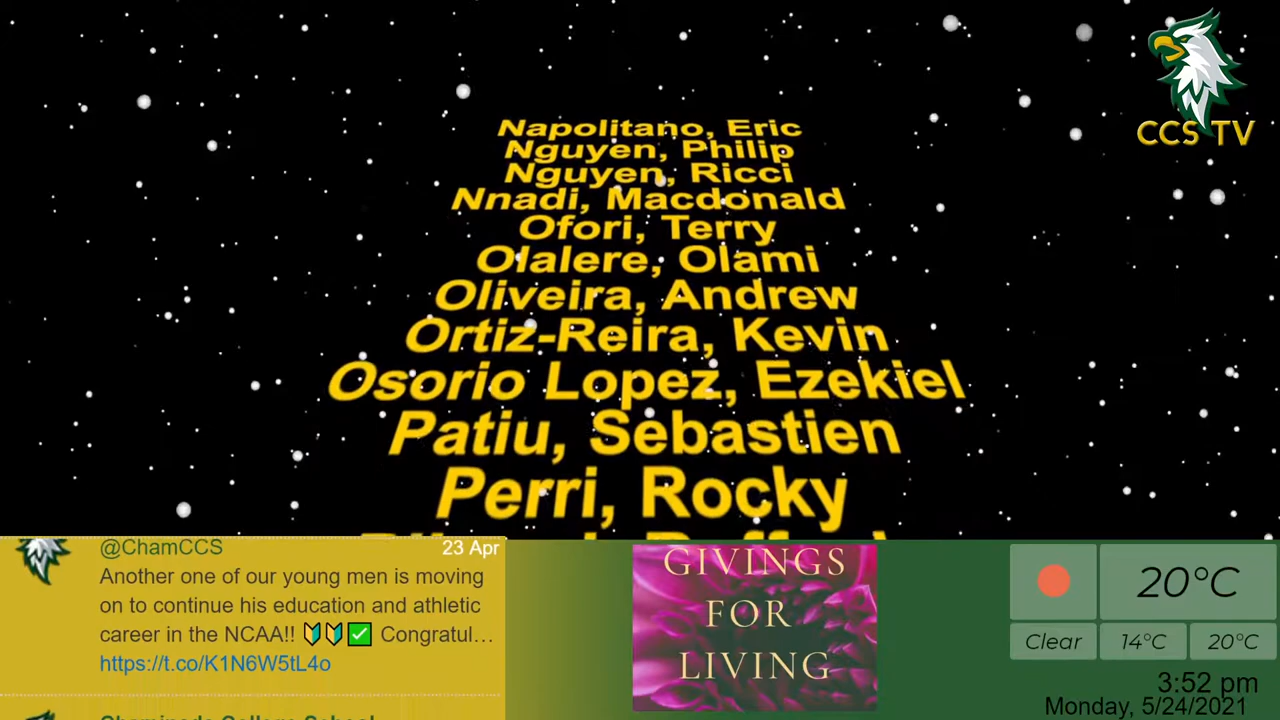 CCS TV
Napolitano, Eric
Nguyen, Philip
Nguyen, Ricci
Nnadi, Macdonald
Ofori, Terry
Olalere, Olami
Oliveira, Andrew
Ortiz-Reira, Kevin
Osorio Lopez, Ezekiel
Patiu, Sebastien
Perri, Rocky
@ChamCCS
23 Apr
Another one of our young men is moving
on to continue his education and athletic
career in the NCAA!! 🔰🔰✅ Congratul…
https://t.co/K1N6W5tL4o
Chaminade College School
GIVINGS
FOR
LIVING
20°C
Clear
14°C
20°C
3:52 pm
Monday, 5/24/2021